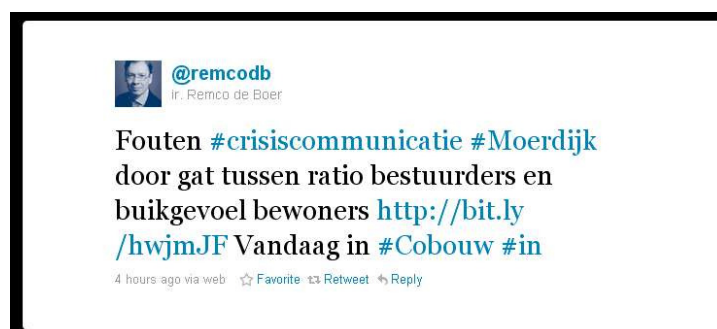 @remcodb
ir. Remco de Boer
Fouten #crisiscommunicatie #Moerdijk
door gat tussen ratio bestuurders en
buikgevoel bewoners http://bit.ly
/hwjmJF Vandaag in #Cobouw #in
4 hours ago via web Favorite Retweet Reply